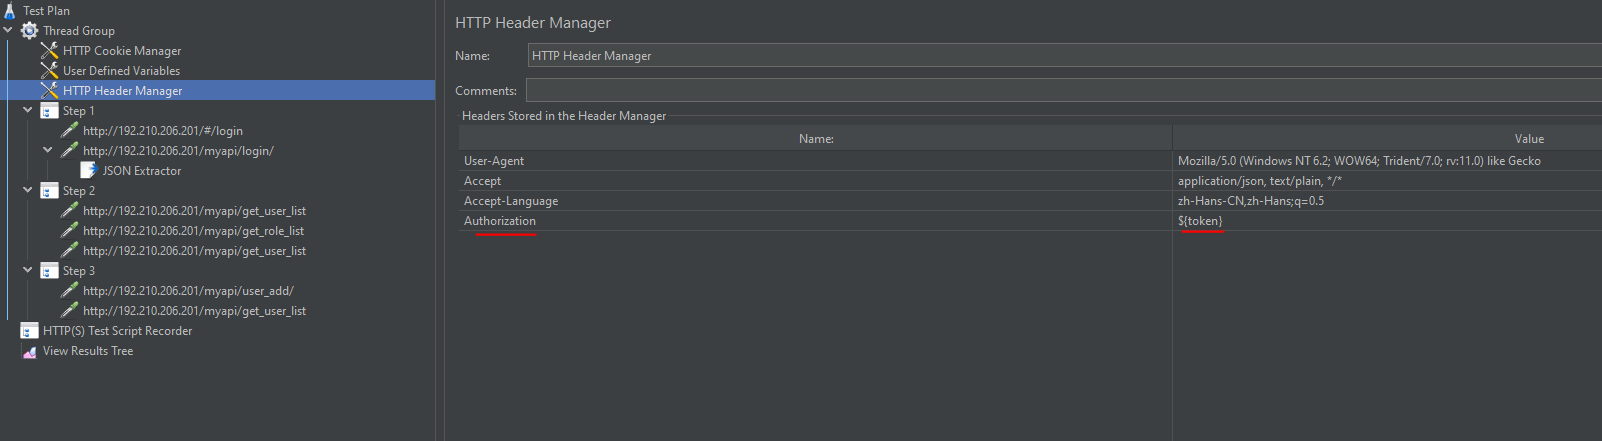 Test Plan
Thread Group
HTTP Cookie Manager
User Defined Variables
HTTP Header Manager
Step 1
http://192.210.206.201/#/login
http://192.210.206.201/myapi/login/
JSON Extractor
Step 2
http://192.210.206.201/myapi/get_user_list
http://192.210.206.201/myapi/get_role_list
http://192.210.206.201/myapi/get_user_list
Step 3
http://192.210.206.201/myapi/user_add/
http://192.210.206.201/myapi/get_user_list
HTTP(S) Test Script Recorder
View Results Tree
HTTP Header Manager
Name: HTTP Header Manager
Comments:
Headers Stored in the Header Manager
Name: Value
User-Agent Mozilla/5.0 (Windows NT 6.2; WOW64; Trident/7.0; rv:11.0) like Gecko
Accept application/json, text/plain, */*
Accept-Language zh-Hans-CN,zh-Hans;q=0.5
Authorization ${token}